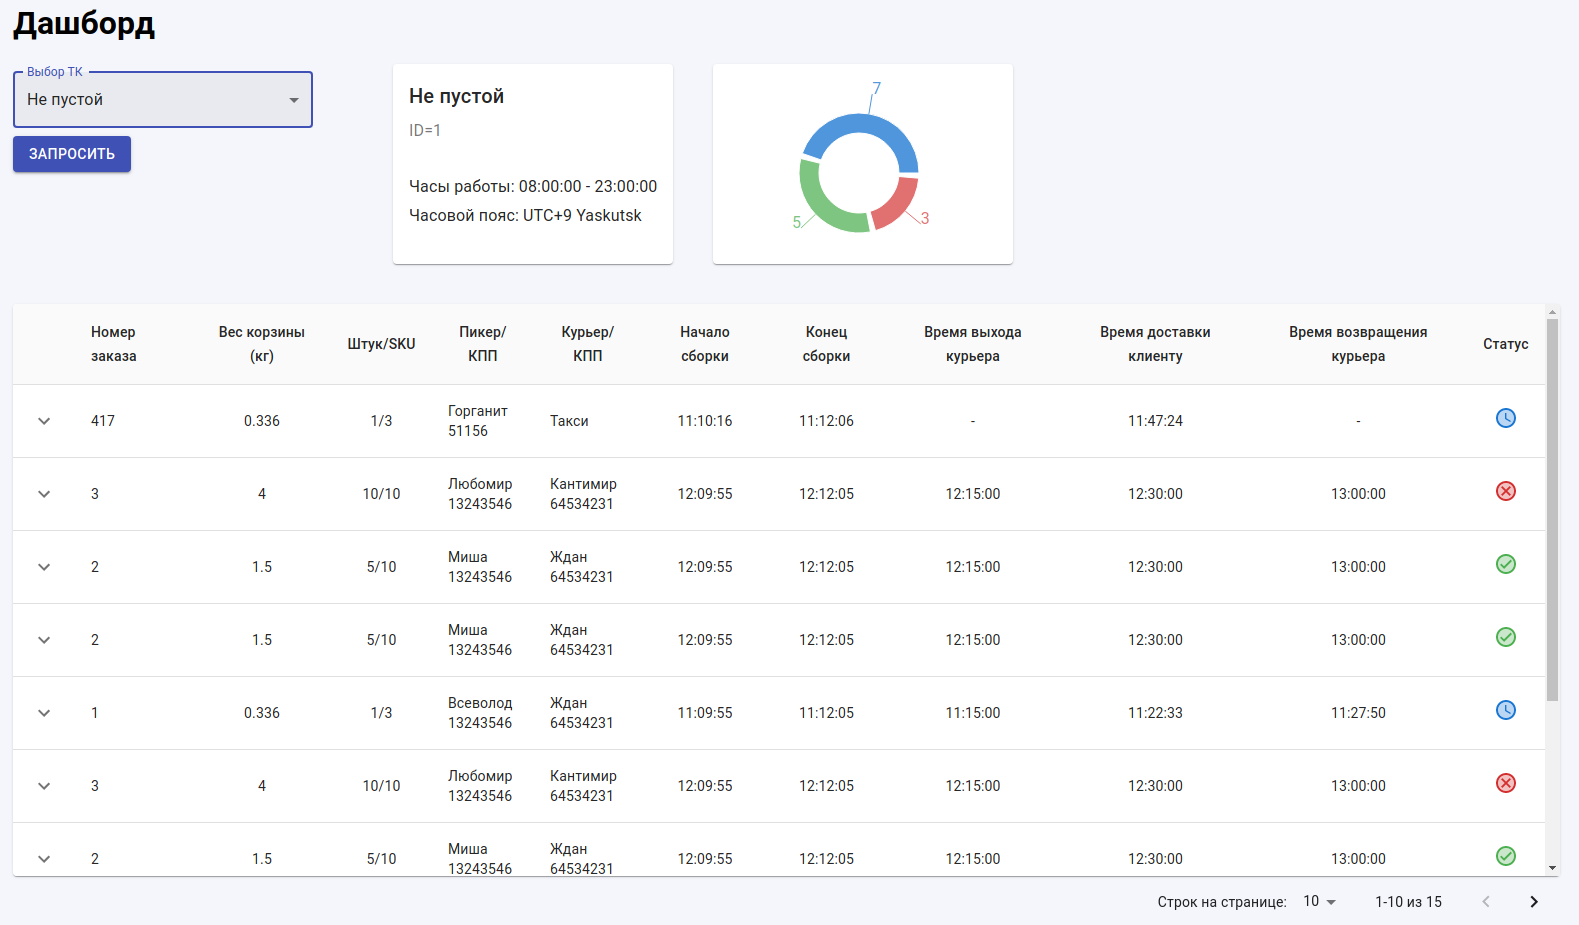 Дашборд
Выбор ТК
Не пустой
ЗАПРОСИТЬ
Не пустой
ID=1
Часы работы: 08:00:00 - 23:00:00
Часовой пояс: UTC+9 Yaskutsk
7
5
3
Номер заказа Вес корзины (кг) Штук/SKU Пикер/ КПП Курьер/ КПП Начало сборки Конец сборки Время выхода курьера Время доставки клиенту Время возвращения курьера Статус
417 0.336 1/3 Горганит 51156 Такси 11:10:16 11:12:06 - 11:47:24 -
3 4 10/10 Любомир 13243546 Кантимир 64534231 12:09:55 12:12:05 12:15:00 12:30:00 13:00:00
2 1.5 5/10 Миша 13243546 Ждан 64534231 12:09:55 12:12:05 12:15:00 12:30:00 13:00:00
2 1.5 5/10 Миша 13243546 Ждан 64534231 12:09:55 12:12:05 12:15:00 12:30:00 13:00:00
1 0.336 1/3 Всеволод 13243546 Ждан 64534231 11:09:55 11:12:05 11:15:00 11:22:33 11:27:50
3 4 10/10 Любомир 13243546 Кантимир 64534231 12:09:55 12:12:05 12:15:00 12:30:00 13:00:00
2 1.5 5/10 Миша 13243546 Ждан 64534231 12:09:55 12:12:05 12:15:00 12:30:00 13:00:00
Строк на странице: 10 1-10 из 15